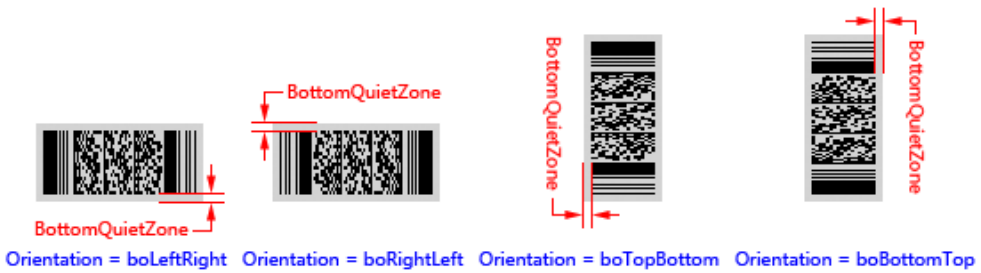 BottomQuietZone
BottomQuietZone
BottomQuietZone
BottomQuietZone
Orientation = boLeftRight
Orientation = boRightLeft
Orientation = boTopBottom
Orientation = boBottomTop